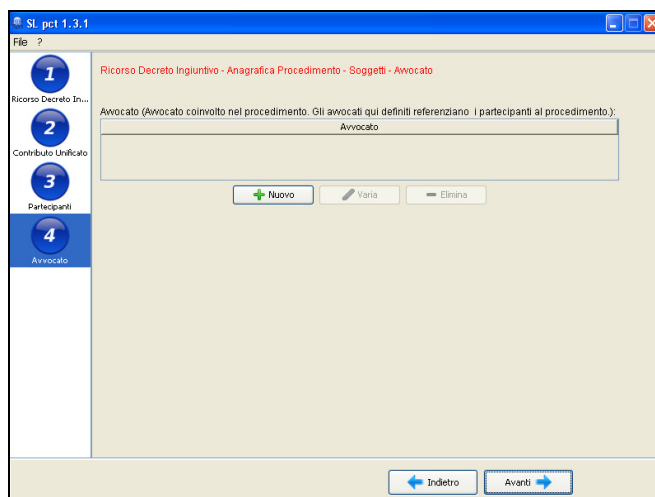 SL pct 1.3.1
File ?
1
Ricorso Decreto In...
2
Contributo Unificato
3
Partecipanti
4
Avvocato
Ricorso Decreto Ingiuntivo - Anagrafica Procedimento - Soggetti - Avvocato
Avvocato (Avvocato coinvolto nel procedimento. Gli avvocati qui definiti referenziano i partecipanti al procedimento.):
Avvocato
Nuovo
Varia
Elimina
Indietro
Avanti